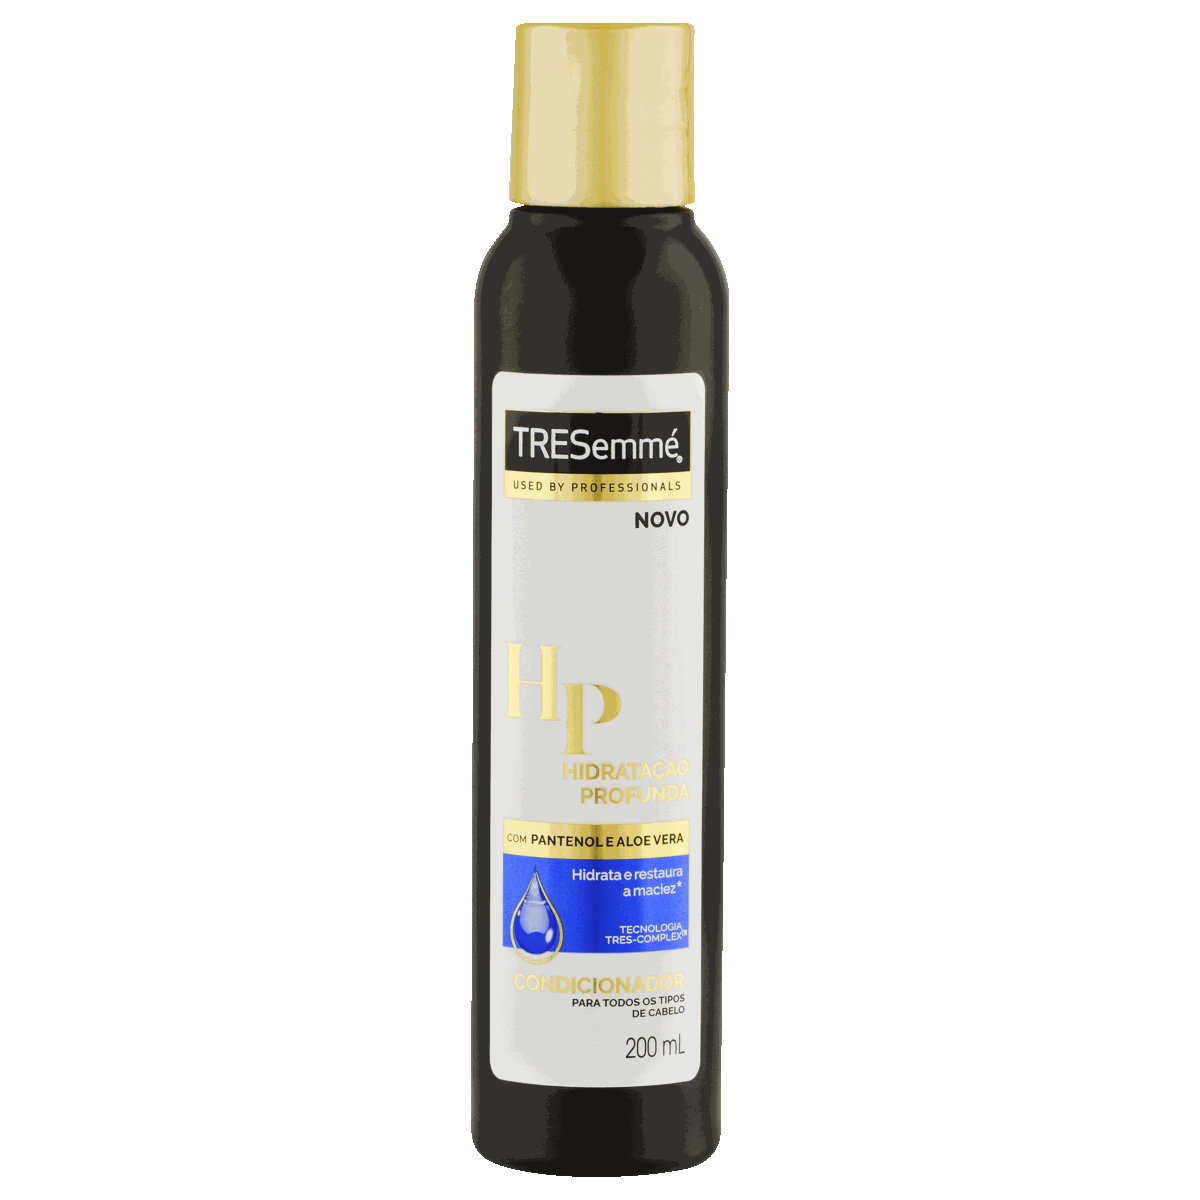 TRESemmé®
USED BY PROFESSIONALS
NOVO
HP
HIDRATAÇÃO
PROFUNDA
COM PANTENOL E ALOE VERA
Hidrata e restaura
a maciez*
TECNOLOGIA
TRES-COMPLEX™
CONDICIONADOR
PARA TODOS OS TIPOS
DE CABELO
200 mL